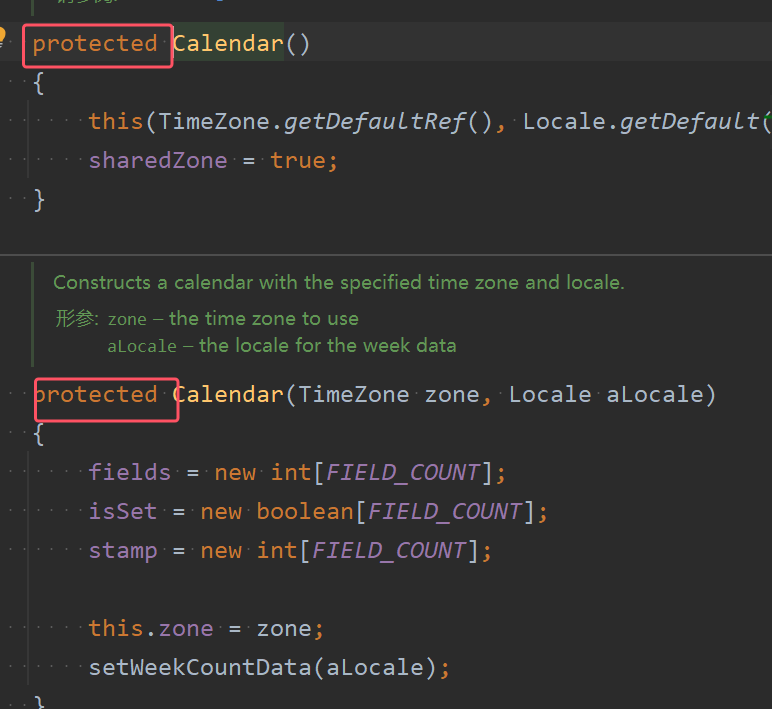 protected Calendar()
{
this(TimeZone.getDefaultRef(), Locale.getDefault(
sharedZone = true;
}
Constructs a calendar with the specified time zone and locale.
形参: zone – the time zone to use
aLocale – the locale for the week data
protected Calendar(TimeZone zone, Locale aLocale)
{
fields = new int[FIELD_COUNT];
isSet = new boolean[FIELD_COUNT];
stamp = new int[FIELD_COUNT];
this.zone = zone;
setWeekCountData(aLocale);
}